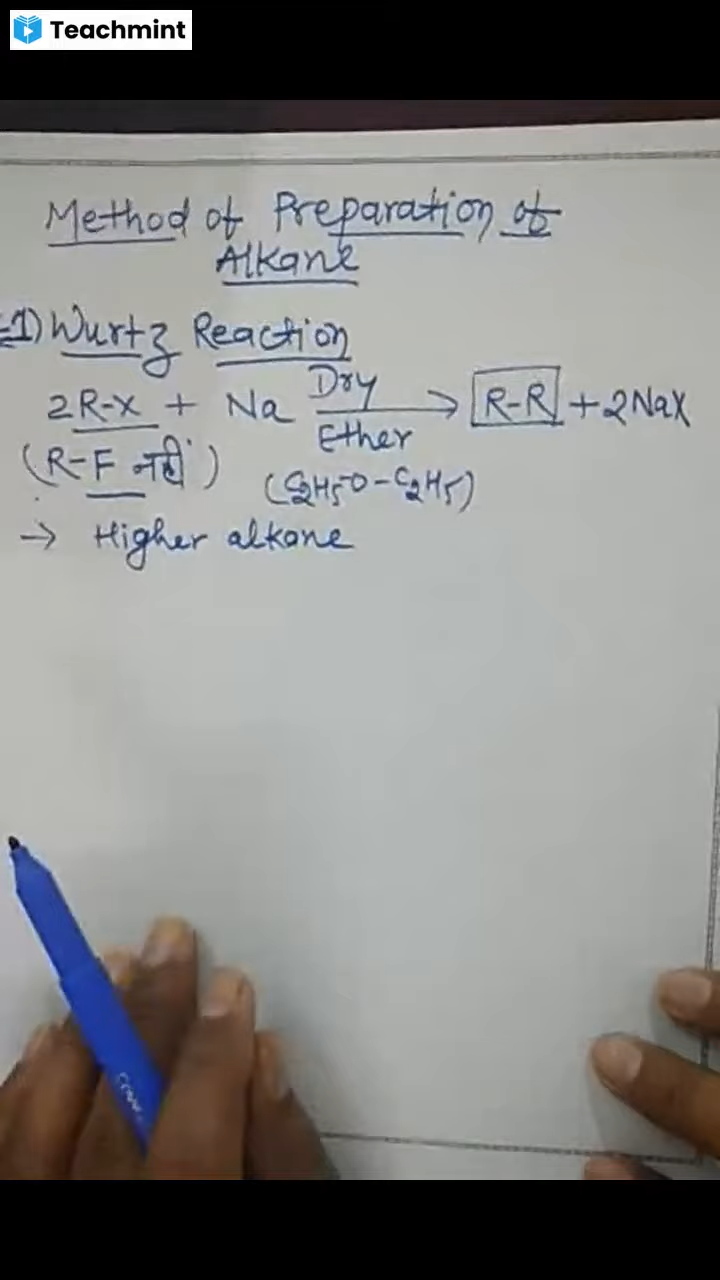 Teachmint
Method of Preparation of
Alkane
1) Wurtz Reaction
2R-X + Na Dry Ether → R-R + 2NaX
(R-F नहीं) (C2H5-O-C2H5)
→ Higher alkane